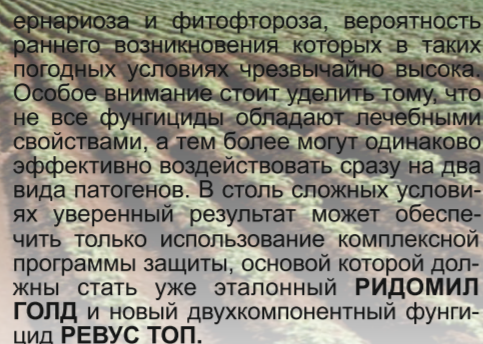 ернариоза и фитофтороза, вероятность
раннего возникновения которых в таких
погодных условиях чрезвычайно высока.
Особое внимание стоит уделить тому, что
не все фунгициды обладают лечебными
свойствами, а тем более могут одинаково
эффективно воздействовать сразу на два
вида патогенов. В столь сложных услови-
ях уверенный результат может обеспе-
чить только использование комплексной
программы защиты, основой которой дол-
жны стать уже эталонный РИДОМИЛ
ГОЛД и новый двухкомпонентный фунги-
цид РЕВУС ТОП.